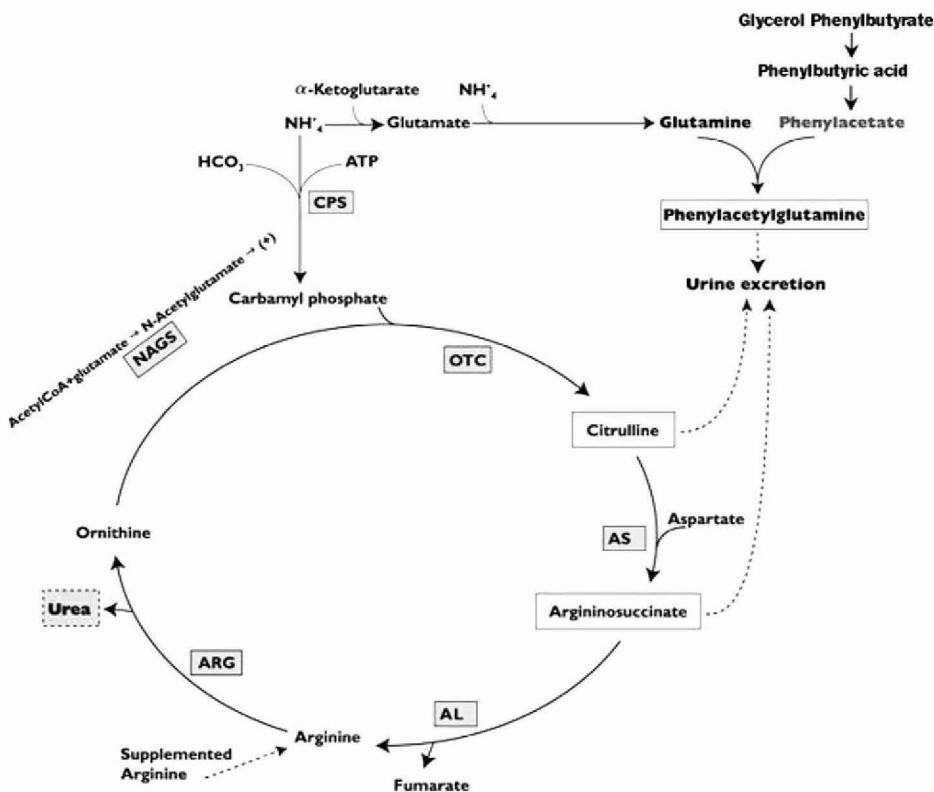 Glycerol Phenylbutyrate
Phenylbutyric acid
α-Ketoglutarate
NH⁺₄
NH⁺₄
Glutamate
Glutamine
Phenylacetate
HCO₃
ATP
CPS
Phenylacetylglutamine
Urine excretion
AcetylCoA+glutamate → N-Acetylglutamate → (+)
NAGS
Carbamyl phosphate
OTC
Citrulline
Ornithine
Aspartate
AS
Urea
Argininosuccinate
ARG
AL
Arginine
Supplemented
Arginine
Fumarate